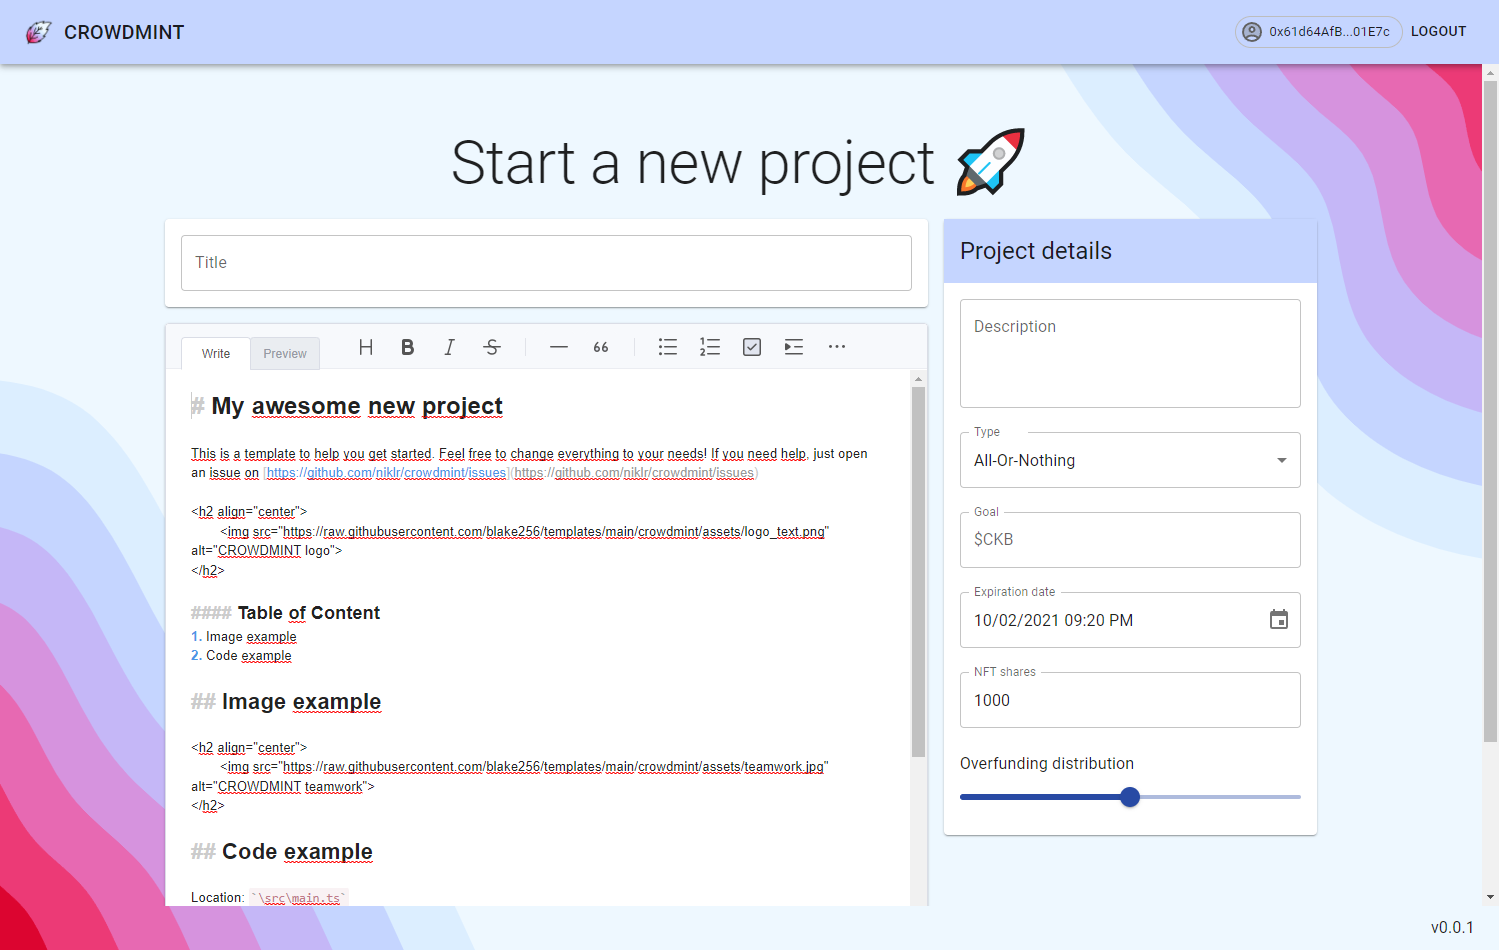 CROWDMINT
0x61d64AfB...01E7c
LOGOUT
Start a new project 🚀
Title
Write
Preview
H B I S — 66 ...
# My awesome new project
This is a template to help you get started. Feel free to change everything to your needs! If you need help, just open
an issue on [https://github.com/niklr/crowdmint/issues](https://github.com/niklr/crowdmint/issues)
<h2 align="center">
<img src="https://raw.githubusercontent.com/blake256/templates/main/crowdmint/assets/logo_text.png"
alt="CROWDMINT logo">
</h2>
#### Table of Content
1. Image example
2. Code example
## Image example
<h2 align="center">
<img src="https://raw.githubusercontent.com/blake256/templates/main/crowdmint/assets/teamwork.jpg"
alt="CROWDMINT teamwork">
</h2>
## Code example
Location: `\src\main.ts`
Project details
Description
Type
All-Or-Nothing
Goal
$CKB
Expiration date
10/02/2021 09:20 PM
NFT shares
1000
Overfunding distribution
v0.0.1